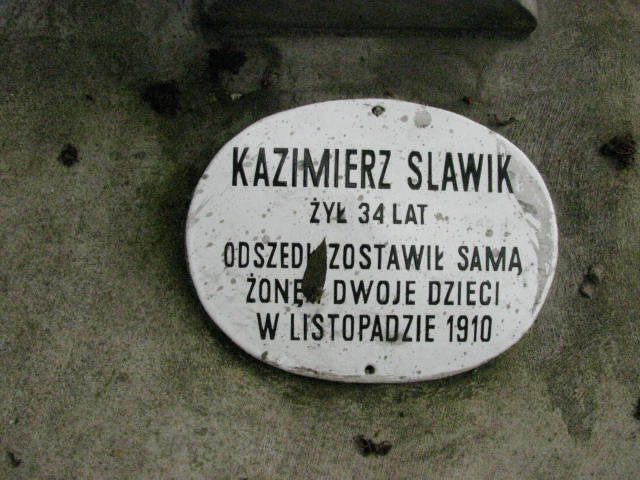 KAZIMIERZ SLAWIK
ŻYŁ 34 LAT
ODSZEDŁ ZOSTAWIŁ SAMĄ
ŻONĘ DWOJE DZIECI
W LISTOPADZIE 1910